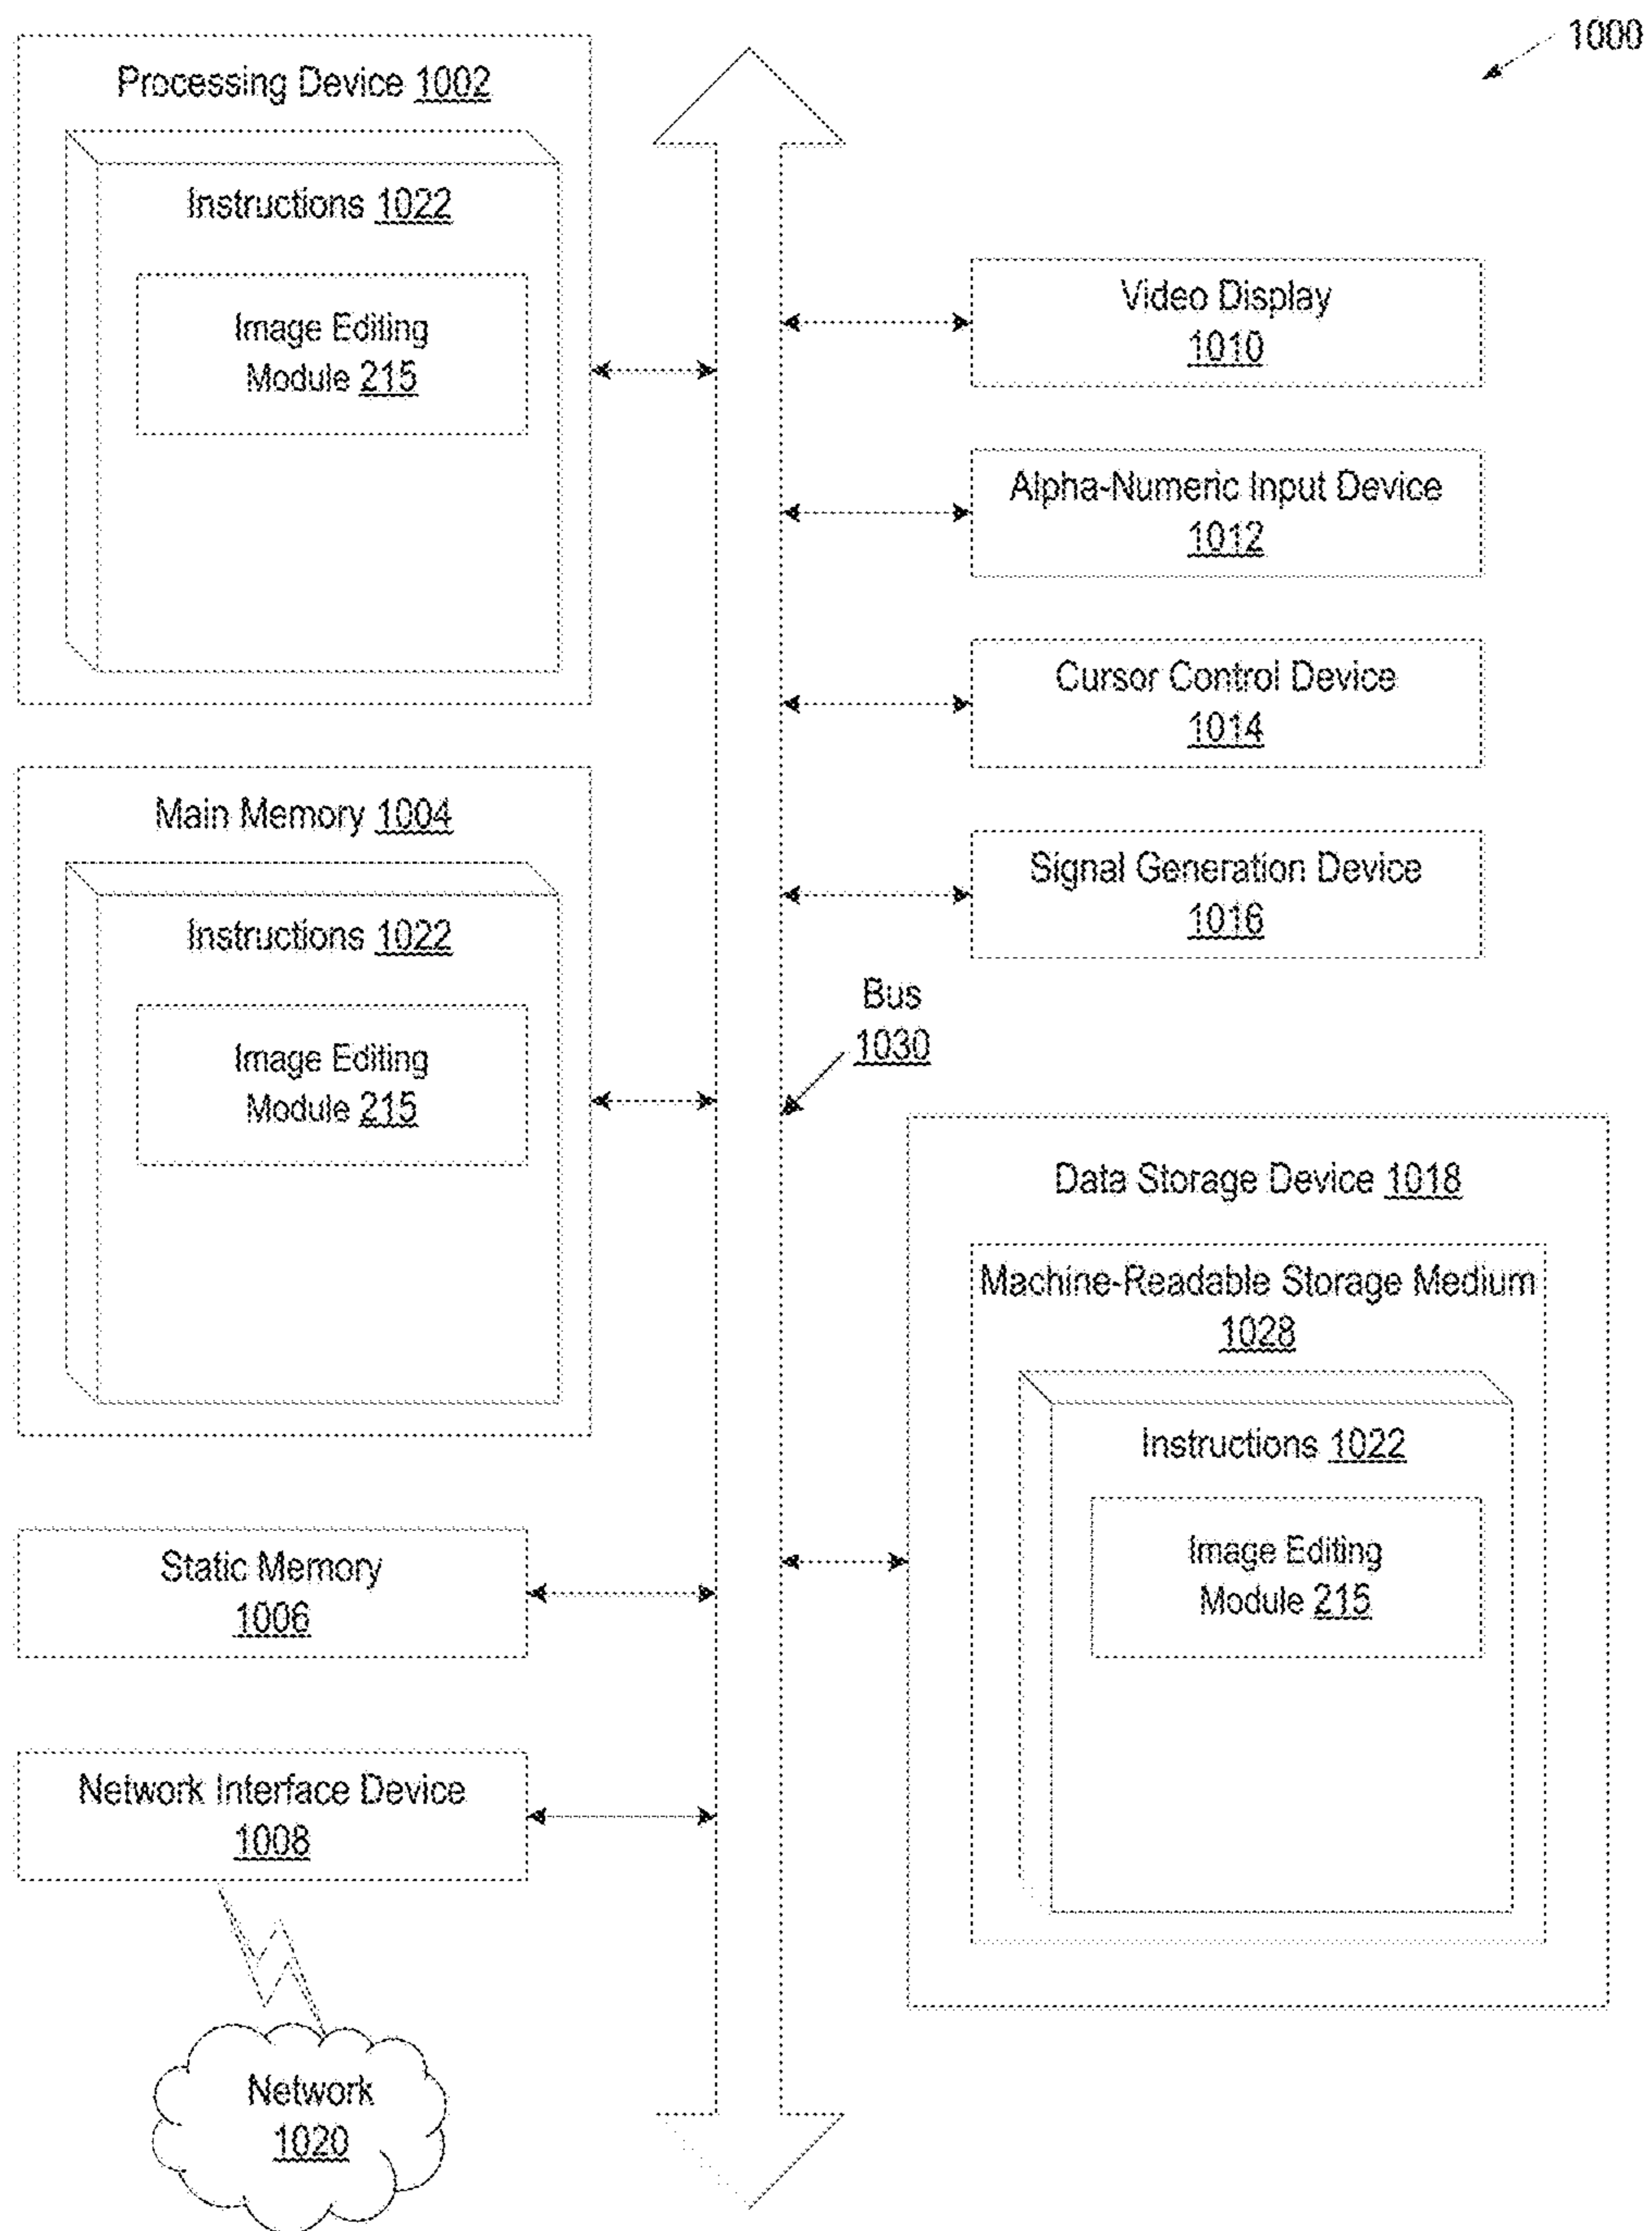 1000
Processing Device 1002
Instructions 1022
Image Editing
Module 215
Video Display
1010
Alpha-Numeric Input Device
1012
Cursor Control Device
1014
Main Memory 1004
Signal Generation Device
1016
Instructions 1022
Image Editing
Module 215
Bus
1030
Data Storage Device 1018
Machine-Readable Storage Medium
1028
Instructions 1022
Image Editing
Module 215
Static Memory
1006
Network Interface Device
1008
Network
1020